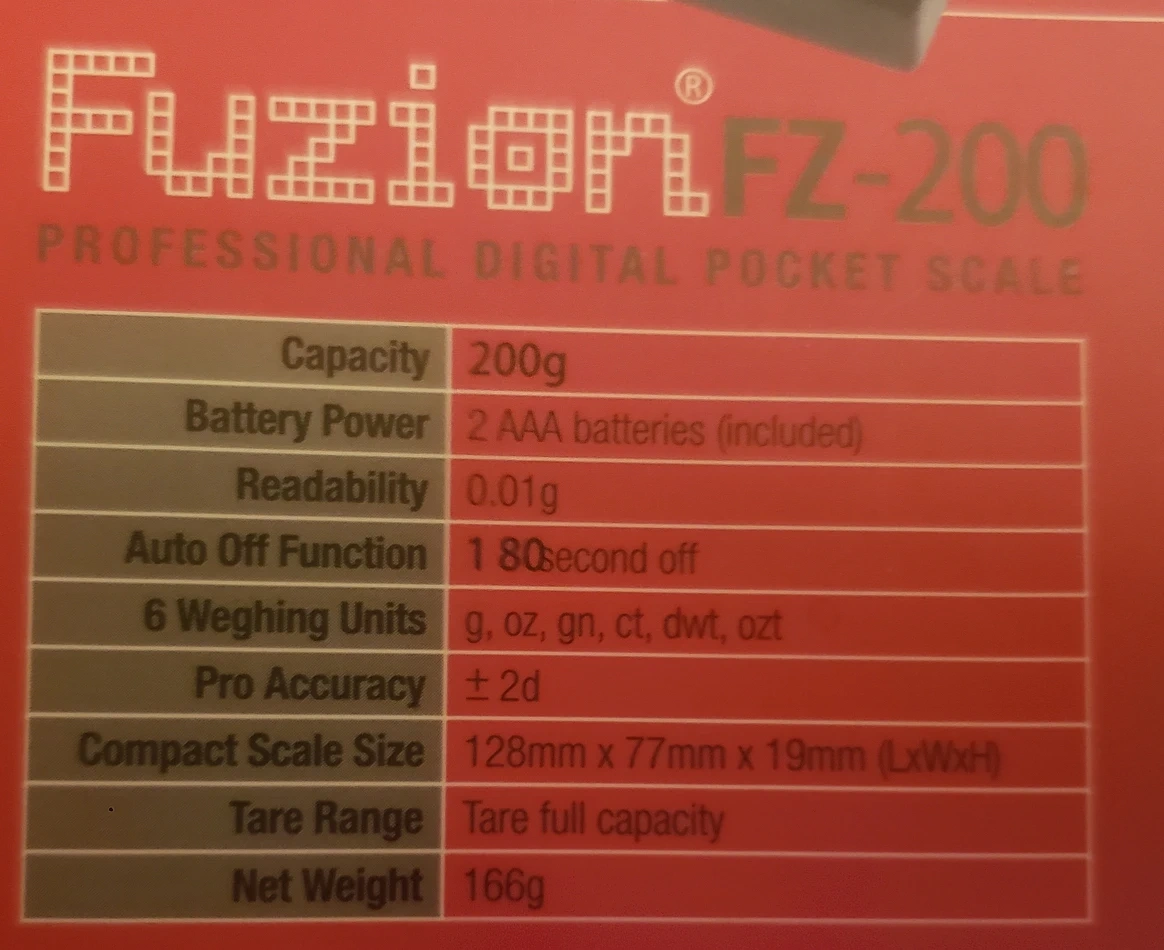 Fuzion® FZ-200
PROFESSIONAL DIGITAL POCKET SCALE
Capacity 200g
Battery Power 2 AAA batteries (included)
Readability 0.01g
Auto Off Function 1 80second off
6 Weghing Units g, oz, gn, ct, dwt, ozt
Pro Accuracy ± 2d
Compact Scale Size 128mm x 77mm x 19mm (LxWxH)
Tare Range Tare full capacity
Net Weight 166g